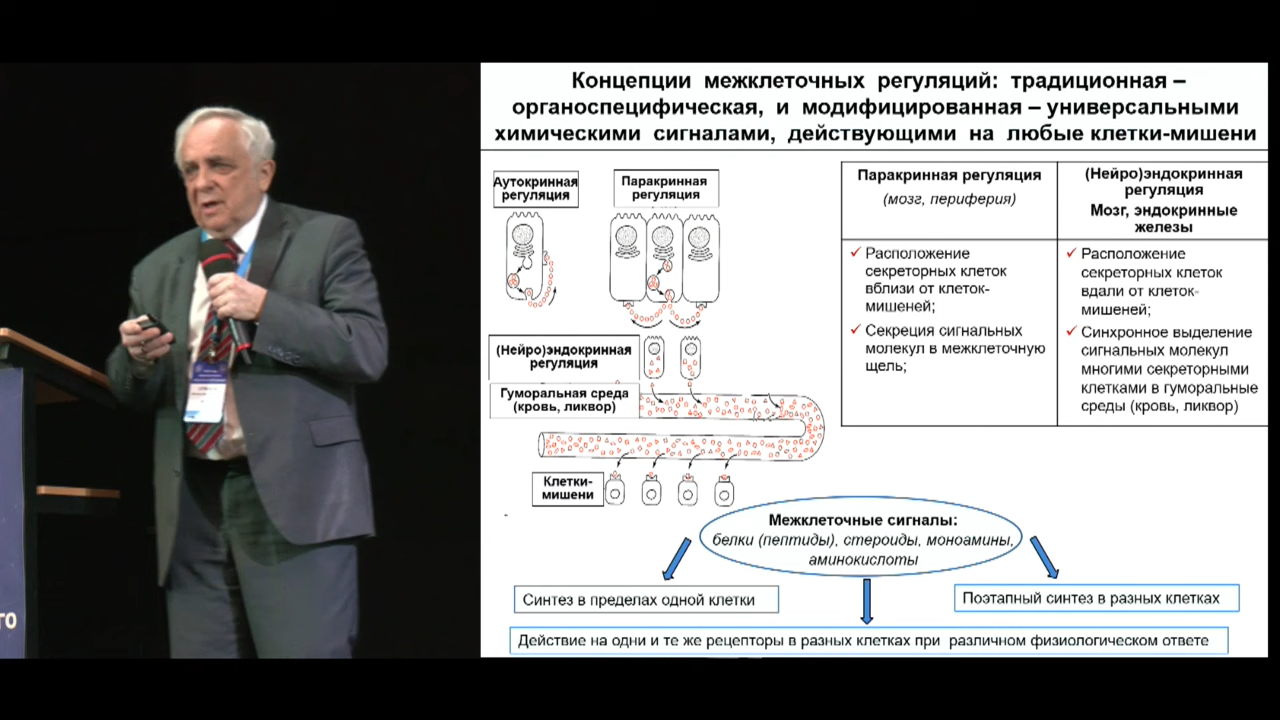 Концепции межклеточных регуляций: традиционная –
органоспецифическая, и модифицированная – универсальными
химическими сигналами, действующими на любые клетки-мишени
Аутокринная
регуляция
Паракринная
регуляция
(Нейро)эндокринная
регуляция
Гуморальная среда
(кровь, ликвор)
Клетки-
мишени
Паракринная регуляция
(мозг, периферия)
(Нейро)эндокринная
регуляция
Мозг, эндокринные
железы
✓ Расположение
секреторных клеток
вблизи от клеток-
мишеней;
✓ Секреция сигнальных
молекул в межклеточную
щель;
✓ Расположение
секреторных клеток
вдали от клеток-
мишеней;
✓ Синхронное выделение
сигнальных молекул
многими секреторными
клетками в гуморальные
среды (кровь, ликвор)
Межклеточные сигналы:
белки (пептиды), стероиды, моноамины,
аминокислоты
Синтез в пределах одной клетки
Поэтапный синтез в разных клетках
Действие на одни и те же рецепторы в разных клетках при различном физиологическом ответе
го